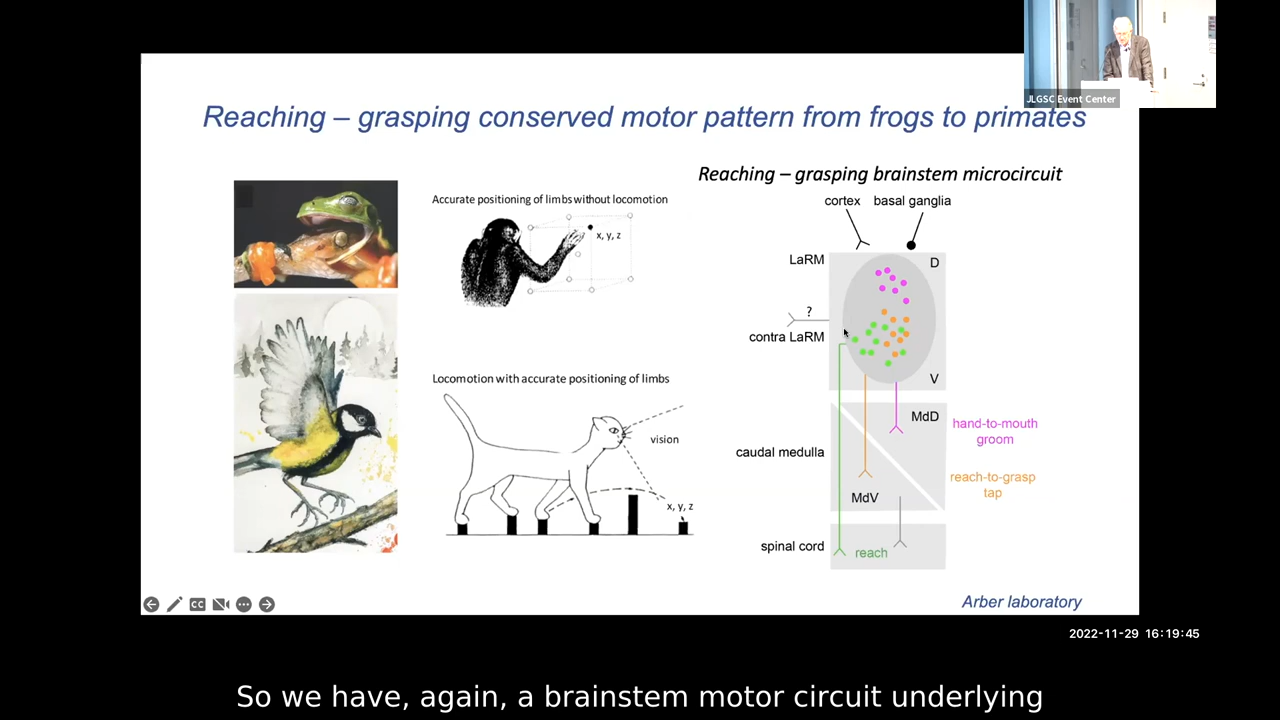 JLGSC Event Center
Reaching – grasping conserved motor pattern from frogs to primates
Reaching – grasping brainstem microcircuit
Accurate positioning of limbs without locomotion
x, y, z
cortex
basal ganglia
LaRM
D
?
contra LaRM
V
Locomotion with accurate positioning of limbs
vision
x, y, z
MdD
hand-to-mouth
groom
caudal medulla
reach-to-grasp
tap
MdV
spinal cord
reach
CC
Arber laboratory
2022-11-29 16:19:45
So we have, again, a brainstem motor circuit underlying